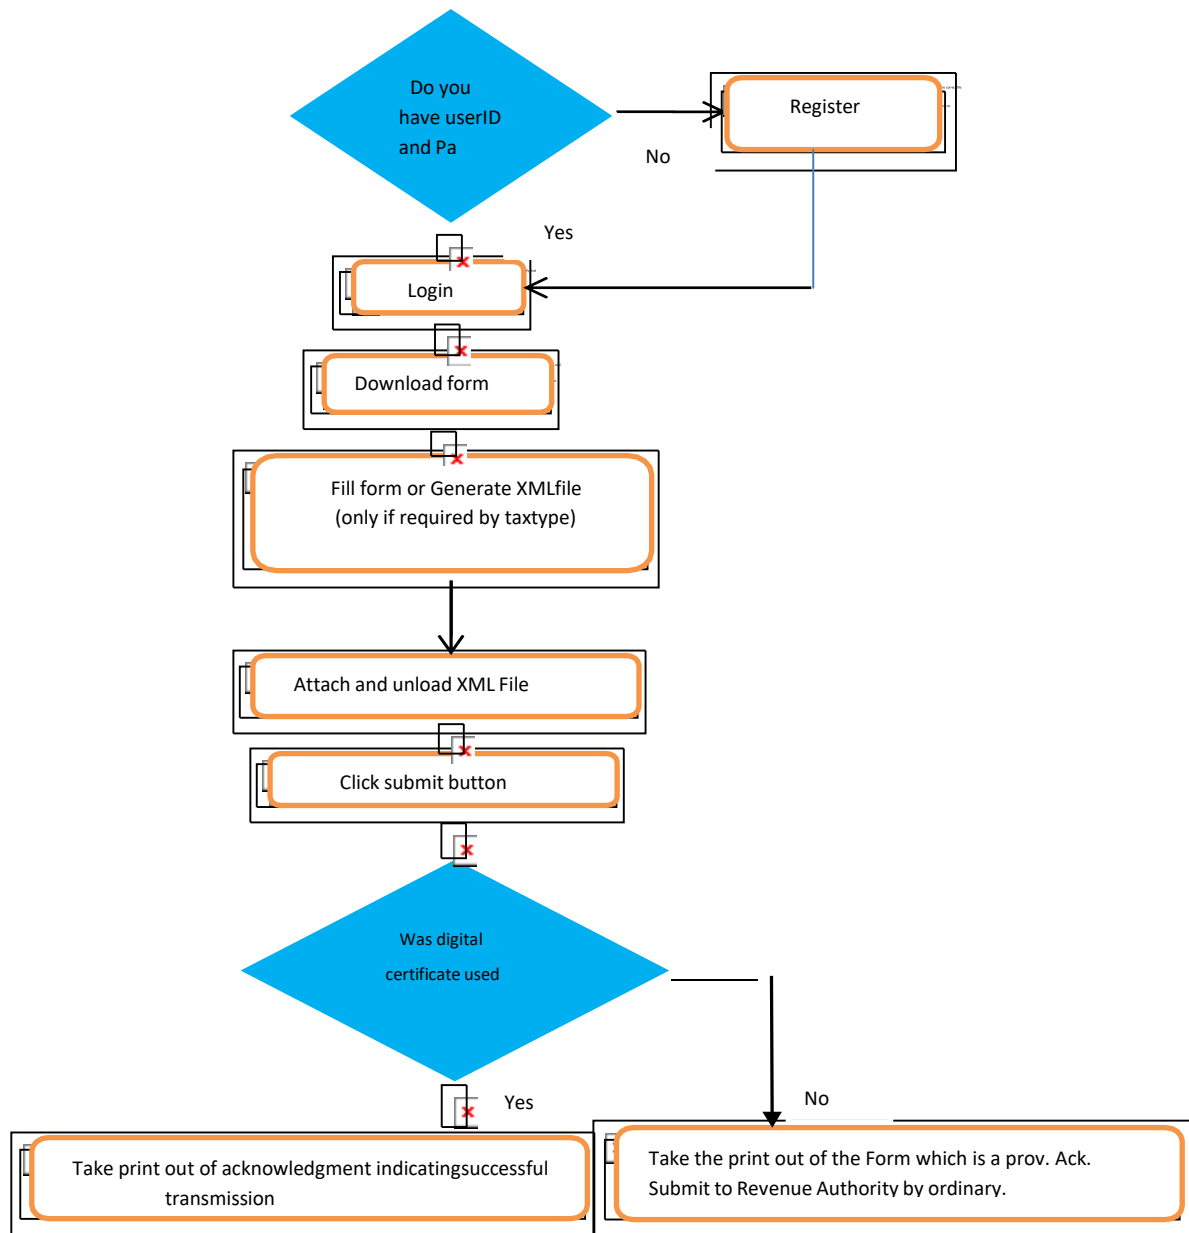 Do you
have userID
and Pa
Register
No
Yes
Login
Download form
Fill form or Generate XMLfile
(only if required by taxtype)
Attach and unload XML File
Click submit button
Was digital
certificate used
Yes
No
Take print out of acknowledgment indicatingsuccessful
transmission
Take the print out of the Form which is a prov. Ack.
Submit to Revenue Authority by ordinary.